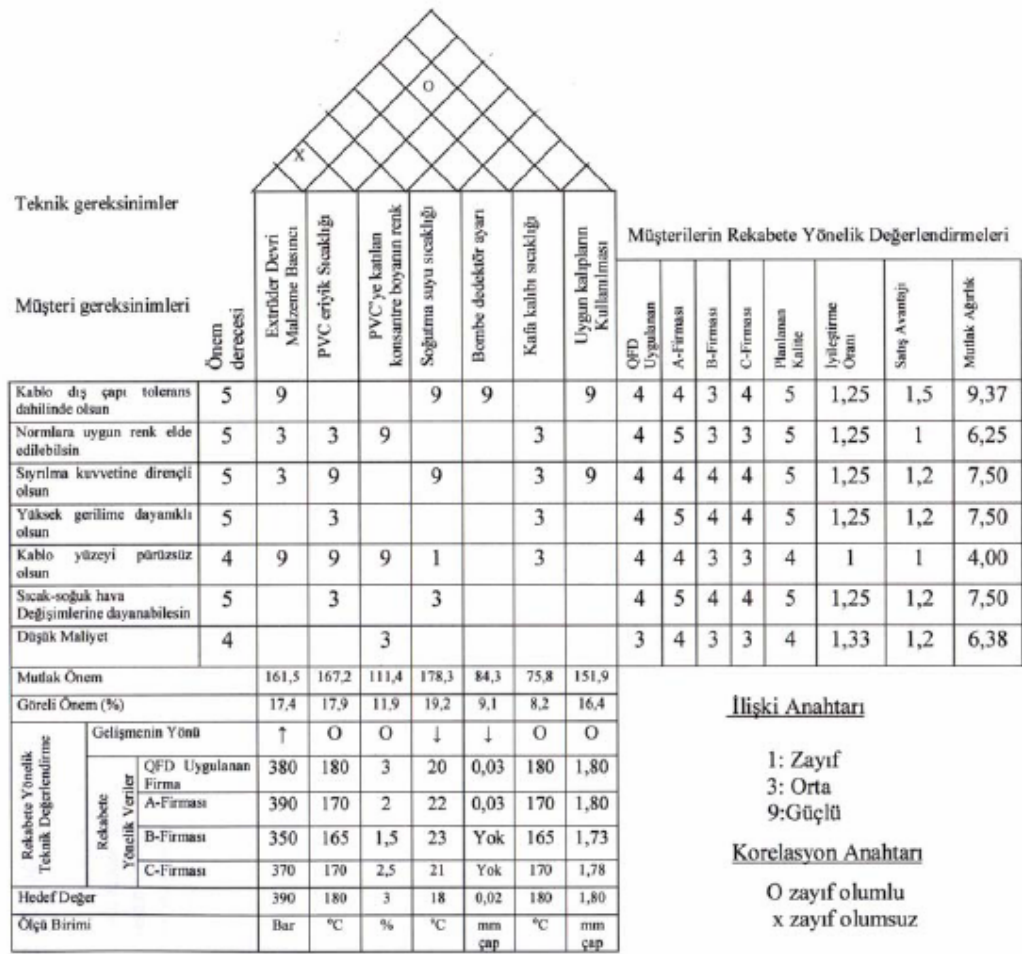 O
X
Teknik gereksinimler
Müşteri gereksinimleri
Önem derecesi
Extrüder Devri Malzeme Basıncı
PVC eriyik Sıcaklığı
PVC'ye katılan konsantre boyanın renk
Soğutma suyu sıcaklığı
Bombe dedektör ayarı
Kafa kalıbı sıcaklığı
Uygun kalıpların Kullanılması
Müşterilerin Rekabete Yönelik Değerlendirmeleri
QFD Uygulanan
A-Firması
B-Firması
C-Firması
Planlanan Kalite
İyileştirme Oranı
Satış Avantajı
Mutlak Ağırlık
Kablo dış çapı tolerans dahilinde olsun 5 9 9 9 9 4 4 3 4 5 1,25 1,5 9,37
Normlara uygun renk elde edilebilsin 5 3 3 9 3 4 5 3 3 5 1,25 1 6,25
Sıyrılma kuvvetine dirençli olsun 5 3 9 9 3 9 4 4 4 4 5 1,25 1,2 7,50
Yüksek gerilime dayanıklı olsun 5 3 3 4 5 4 4 5 1,25 1,2 7,50
Kablo yüzeyi pürüzsüz olsun 4 9 9 9 1 3 4 4 3 3 4 1 1 4,00
Sıcak-soğuk hava Değişimlerine dayanabilesin 5 3 3 4 5 4 4 5 1,25 1,2 7,50
Düşük Maliyet 4 3 3 4 3 3 4 1,33 1,2 6,38
Mutlak Önem 161,5 167,2 111,4 178,3 84,3 75,8 151,9
Göreli Önem (%) 17,4 17,9 11,9 19,2 9,1 8,2 16,4
Rekabete Yönelik Teknik Değerlendirme
Gelişmenin Yönü ↑ O O ↓ ↓ O O
Rekabete Yönelik Veriler
QFD Uygulanan Firma 380 180 3 20 0,03 180 1,80
A-Firması 390 170 2 22 0,03 170 1,80
B-Firması 350 165 1,5 23 Yok 165 1,73
C-Firması 370 170 2,5 21 Yok 170 1,78
Hedef Değer 390 180 3 18 0,02 180 1,80
Ölçü Birimi Bar °C % °C mm çap °C mm çap
İlişki Anahtarı
1: Zayıf
3: Orta
9:Güçlü
Korelasyon Anahtarı
O zayıf olumlu
x zayıf olumsuz